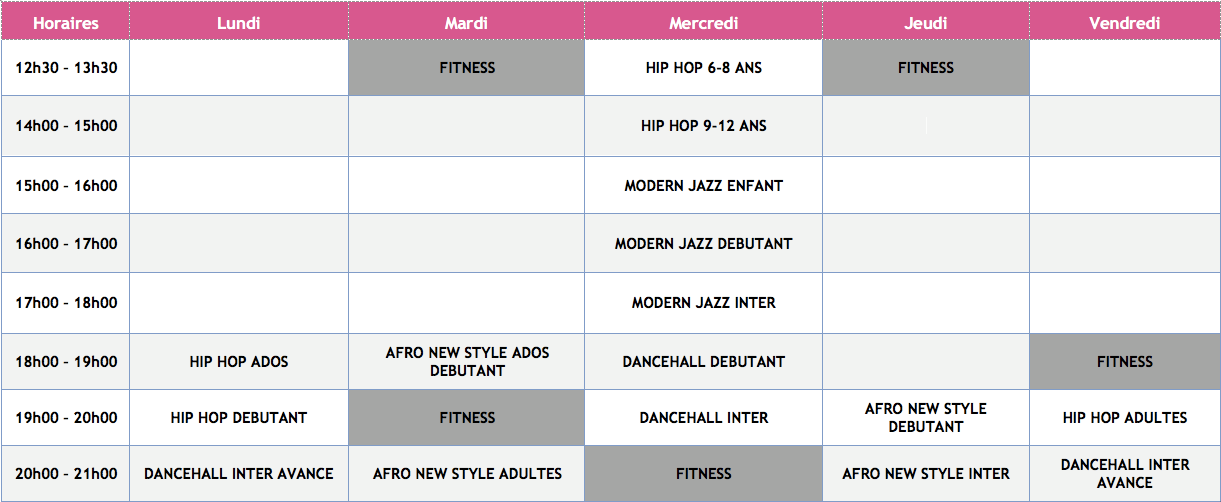 Horaires Lundi Mardi Mercredi Jeudi Vendredi
12h30 – 13h30 FITNESS HIP HOP 6-8 ANS FITNESS
14h00 – 15h00 HIP HOP 9-12 ANS
15h00 – 16h00 MODERN JAZZ ENFANT
16h00 – 17h00 MODERN JAZZ DEBUTANT
17h00 – 18h00 MODERN JAZZ INTER
18h00 – 19h00 HIP HOP ADOS AFRO NEW STYLE ADOS DEBUTANT DANCEHALL DEBUTANT FITNESS
19h00 – 20h00 HIP HOP DEBUTANT FITNESS DANCEHALL INTER AFRO NEW STYLE DEBUTANT HIP HOP ADULTES
20h00 – 21h00 DANCEHALL INTER AVANCE AFRO NEW STYLE ADULTES FITNESS AFRO NEW STYLE INTER DANCEHALL INTER AVANCE